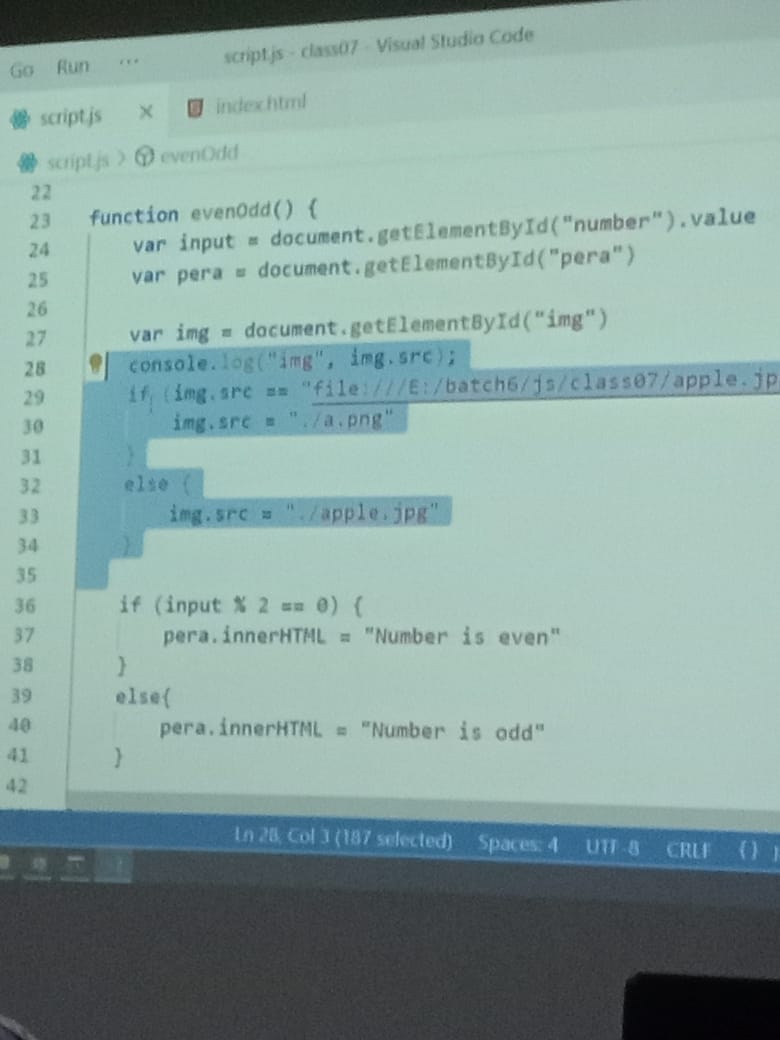 Go Run ... script.js - class07 - Visual Studio Code
script.js × index.html
script.js > evenOdd
22
23 function evenOdd() {
24 var input = document.getElementById("number").value
25 var pera = document.getElementById("pera")
26
27 var img = document.getElementById("img")
28 console.log("img", img.src);
29 if (img.src == "file:///E:/batch6/js/class07/apple.jp
30 img.src = "./a.png"
31 }
32 else {
33 img.src = "./apple.jpg"
34 }
35
36 if (input % 2 == 0) {
37 pera.innerHTML = "Number is even"
38 }
39 else{
40 pera.innerHTML = "Number is odd"
41 }
42
Ln 28, Col 3 (187 selected) Spaces: 4 UTF-8 CRLF {}